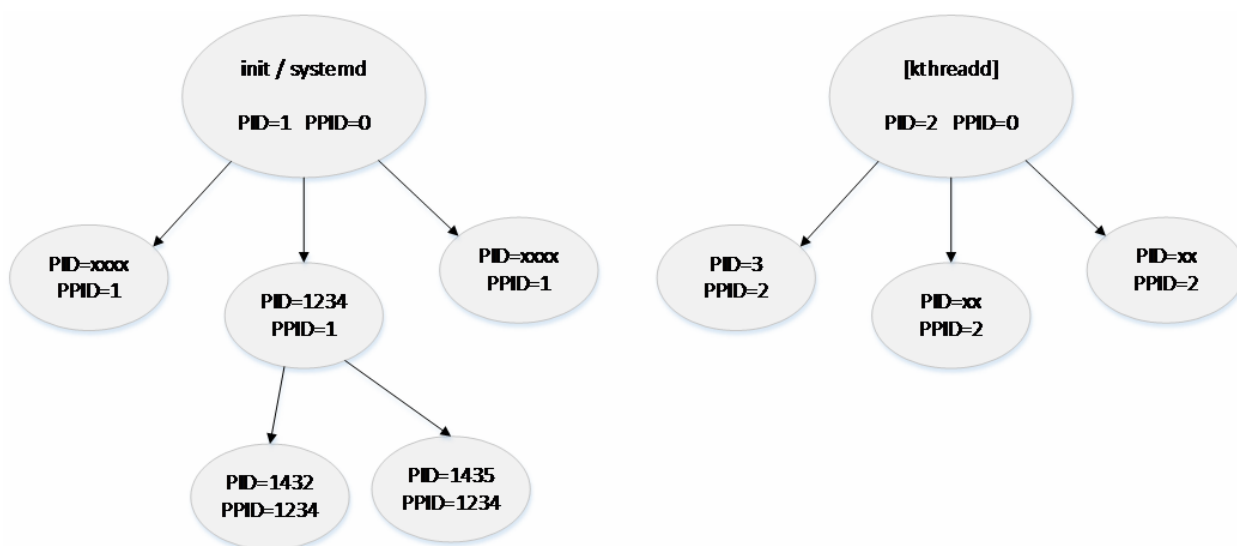 init / systemd
PID=1 PPID=0
PID=xxxx
PPID=1
PID=1234
PPID=1
PID=xxxx
PPID=1
PID=1432
PPID=1234
PID=1435
PPID=1234
[kthreadd]
PID=2 PPID=0
PID=3
PPID=2
PID=xx
PPID=2
PID=xx
PPID=2